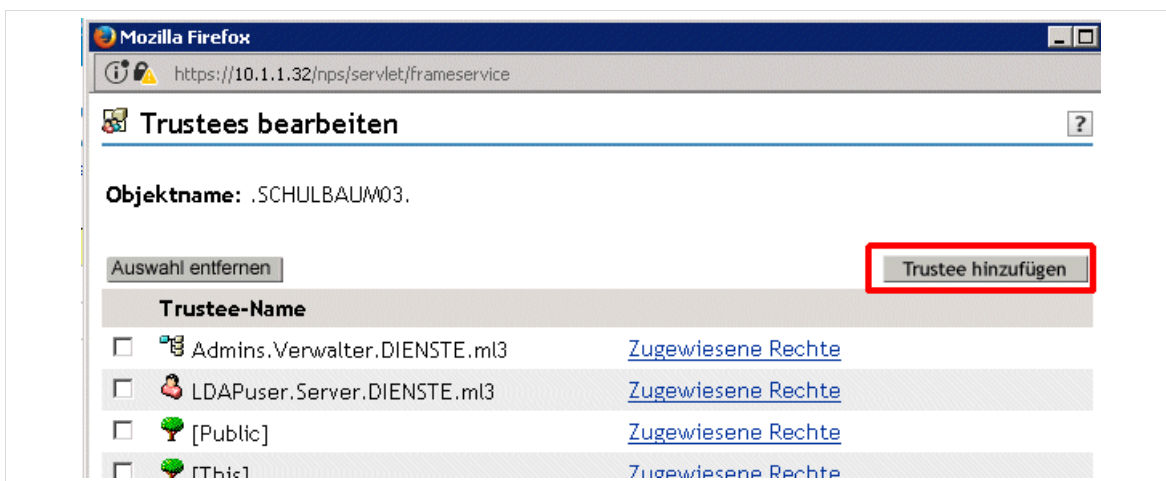 Mozilla Firefox
https://10.1.1.32/nps/servlet/frameservice
Trustees bearbeiten ?
Objektname: .SCHULBAUM03.
Auswahl entfernen Trustee hinzufügen
Trustee-Name
Admins.Verwalter.DIENSTE.ml3 Zugewiesene Rechte
LDAPuser.Server.DIENSTE.ml3 Zugewiesene Rechte
[Public] Zugewiesene Rechte
[This] Zugewiesene Rechte